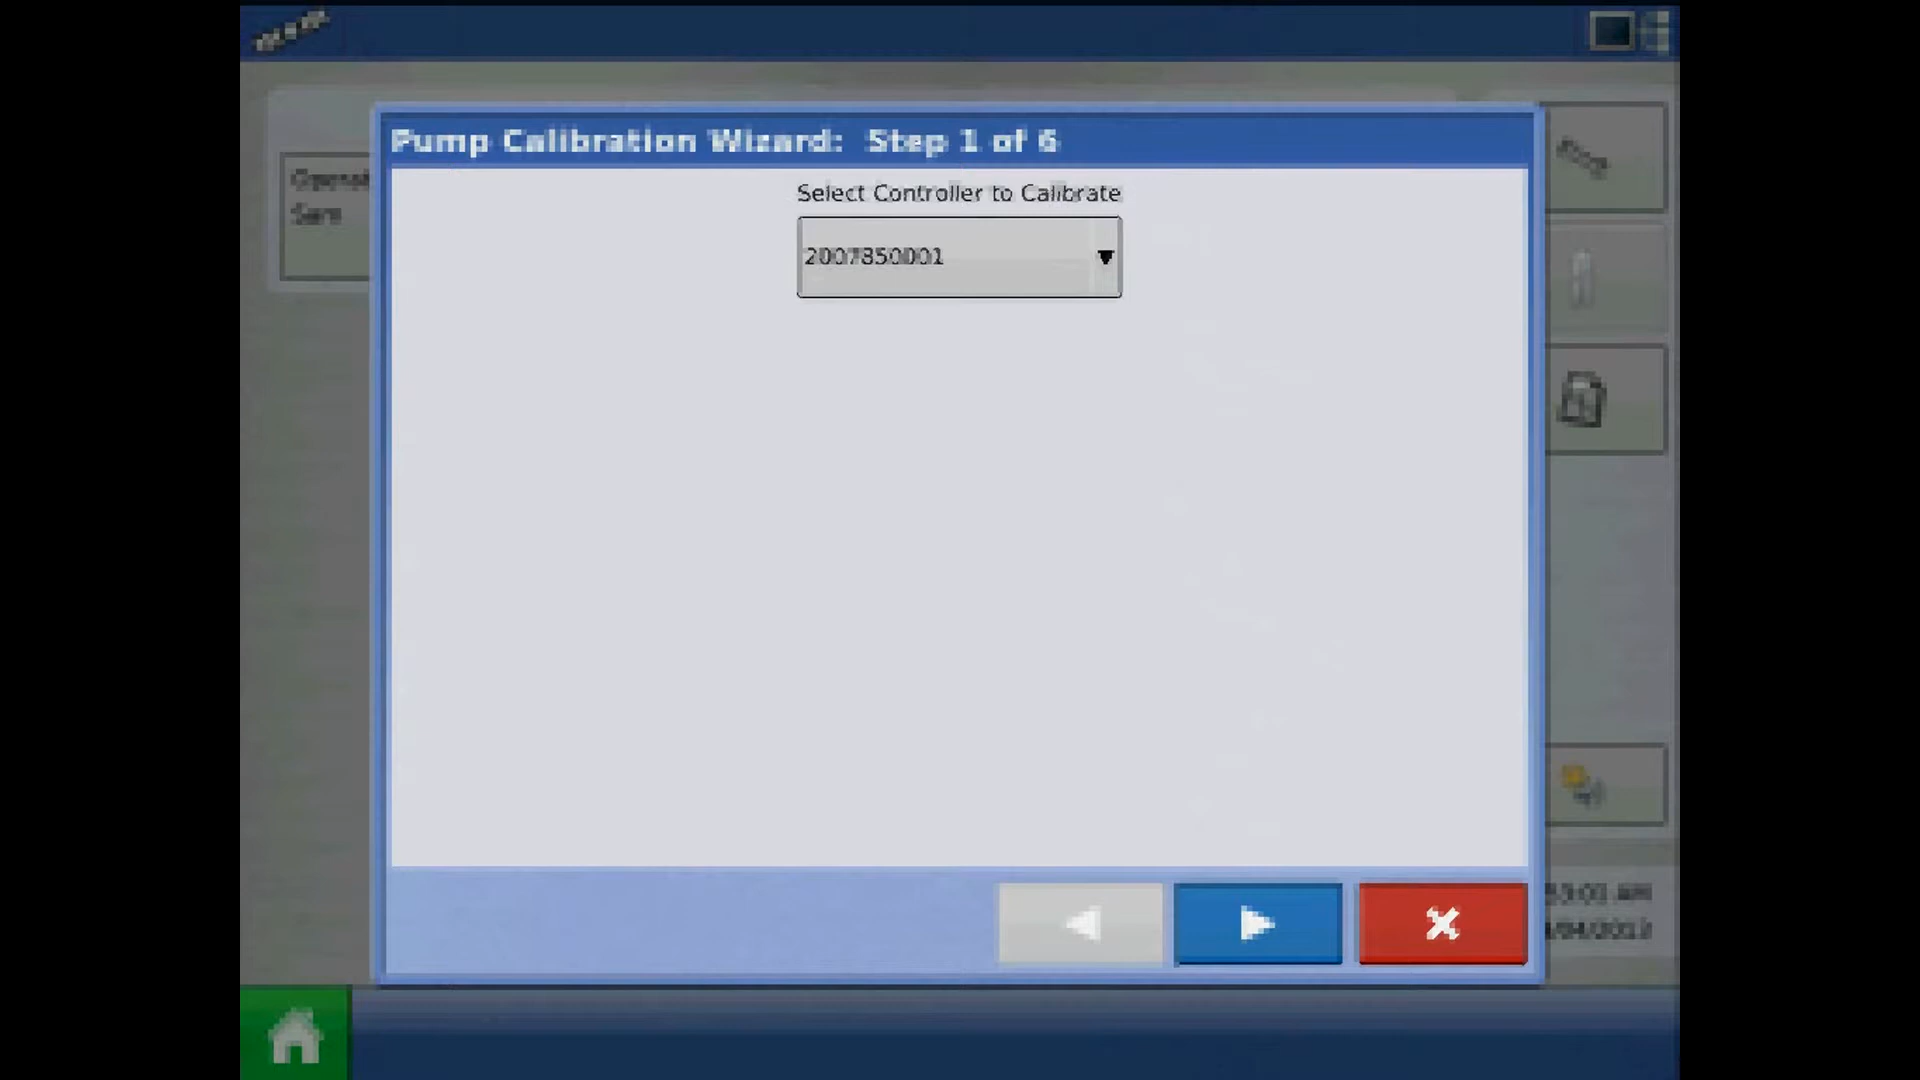 Pump Calibration Wizard: Step 1 of 6
Select Controller to Calibrate
2007850001